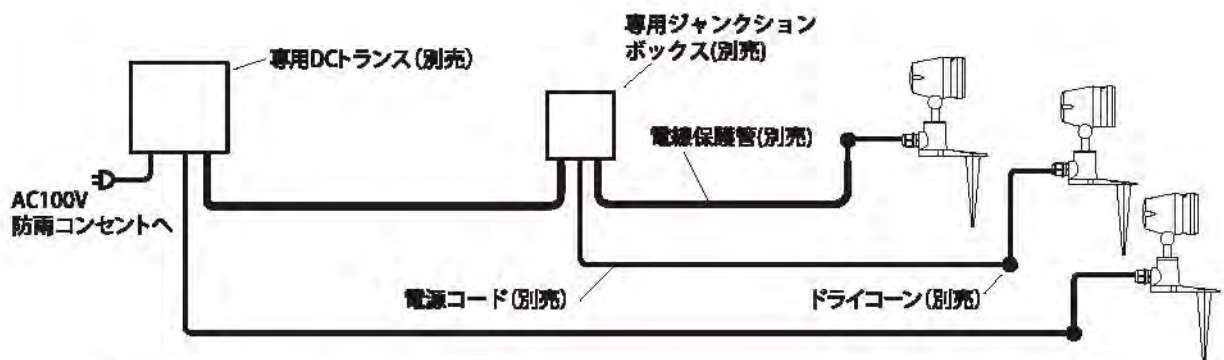 専用DCトランス（別売）
専用ジャンクション
ボックス(別売)
電線保護管(別売)
AC100V
防雨コンセントへ
電源コード（別売）
ドライコーン（別売）